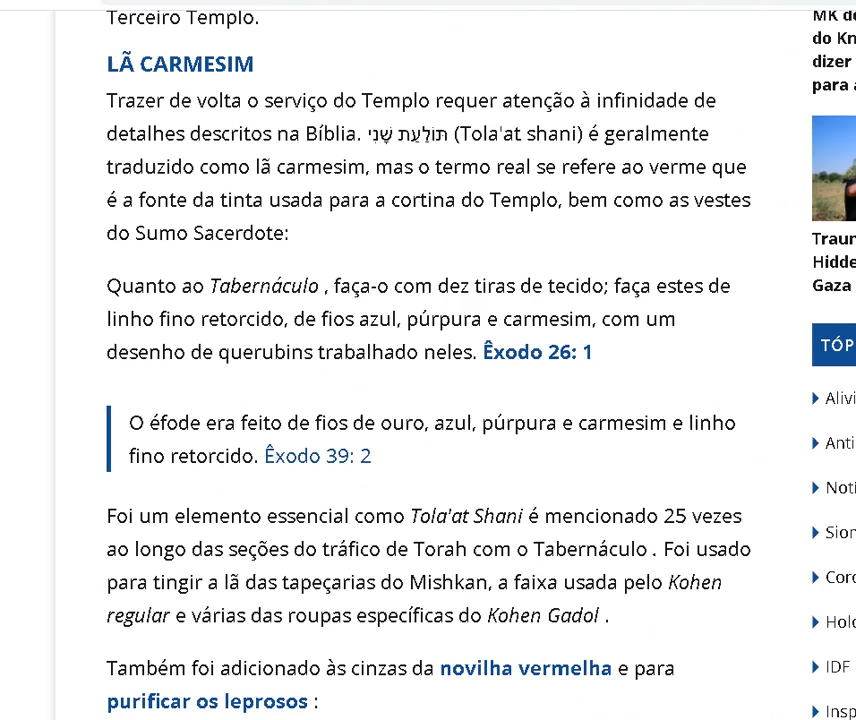 Terceiro Templo.
LÃ CARMESIM
Trazer de volta o serviço do Templo requer atenção à infinidade de
detalhes descritos na Bíblia. תּוֹלַעַת שָׁנִי (Tola'at shani) é geralmente
traduzido como lã carmesim, mas o termo real se refere ao verme que
é a fonte da tinta usada para a cortina do Templo, bem como as vestes
do Sumo Sacerdote:
Quanto ao Tabernáculo , faça-o com dez tiras de tecido; faça estes de
linho fino retorcido, de fios azul, púrpura e carmesim, com um
desenho de querubins trabalhado neles. Êxodo 26: 1
O éfode era feito de fios de ouro, azul, púrpura e carmesim e linho
fino retorcido. Êxodo 39: 2
Foi um elemento essencial como Tola'at Shani é mencionado 25 vezes
ao longo das seções do tráfico de Torah com o Tabernáculo . Foi usado
para tingir a lã das tapeçarias do Mishkan, a faixa usada pelo Kohen
regular e várias das roupas específicas do Kohen Gadol .
Também foi adicionado às cinzas da novilha vermelha e para
purificar os leprosos :
MK de
do Kn
dizer
para a
Traun
Hidde
Gaza
TÓP
Alivi
Anti
Noti
Sion
Coro
Holo
IDF
Insp